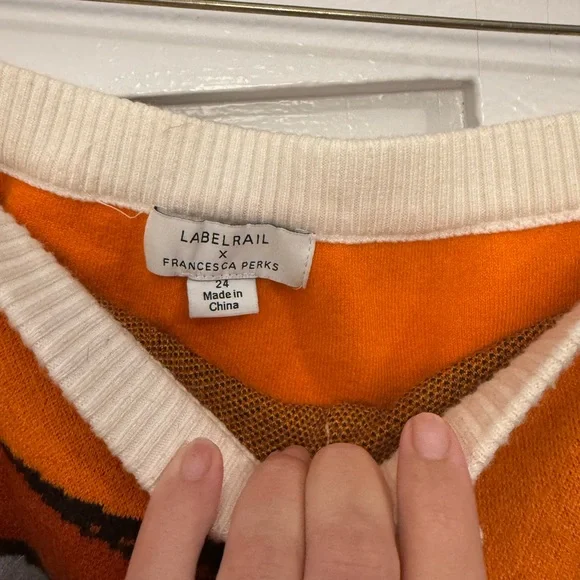 LABELRAIL
X
FRANCESCA PERKS
24
Made in
China